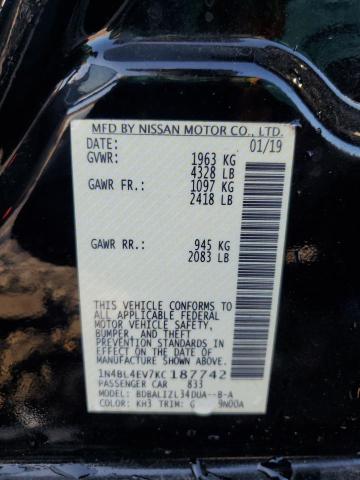 MFD BY NISSAN MOTOR CO., LTD.
DATE: 01/19
GVWR: 1963 KG
4328 LB
GAWR FR: 1097 KG
2418 LB
GAWR RR: 945 KG
2083 LB
THIS VEHICLE CONFORMS TO
ALL APPLICABLE FEDERAL
MOTOR VEHICLE SAFETY,
BUMPER, AND THEFT
PREVENTION STANDARDS IN
EFFECT ON THE DATE OF
MANUFACTURE SHOWN ABOVE.
1N4BL4EV7KC187742
PASSENGER CAR 833
MODEL: BDBALIZL34DUA--B-A
COLOR: KH3 TRIM: G 9N00A